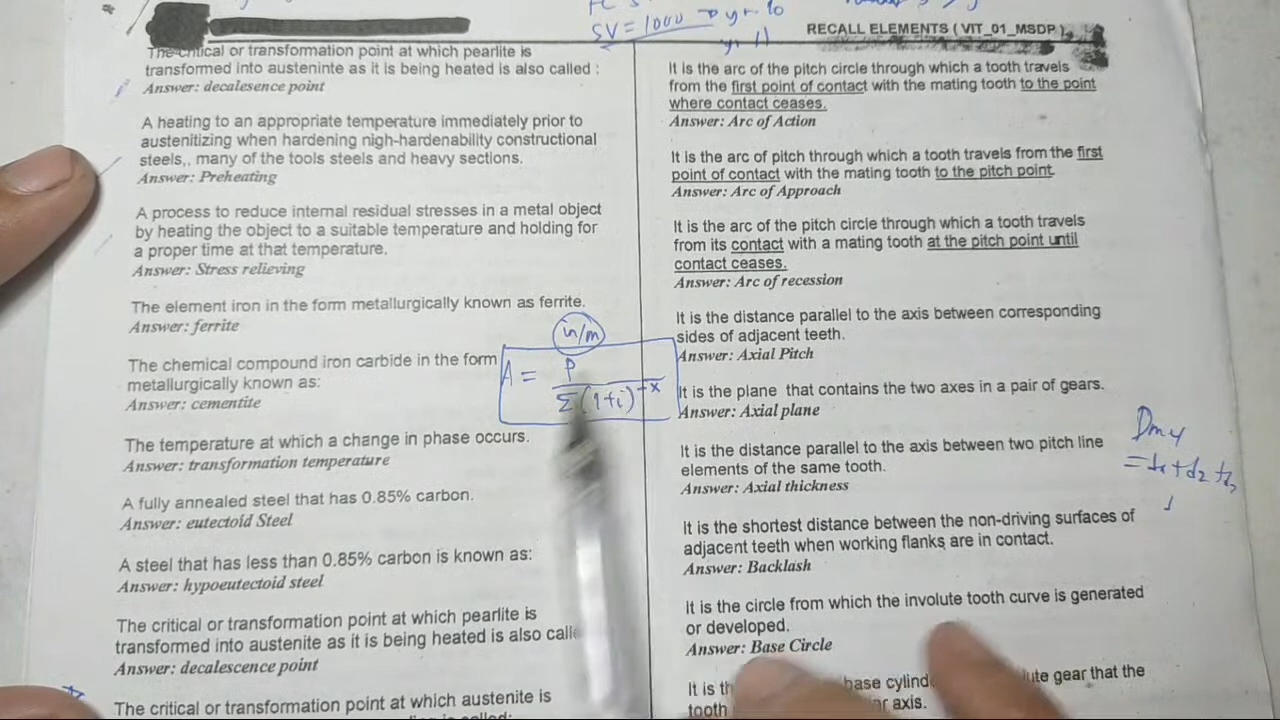 SV = 1000
RECALL ELEMENTS ( VIT_01_MSDP )
The critical or transformation point at which pearlite is
transformed into austeninte as it is being heated is also called :
Answer: decalesence point
A heating to an appropriate temperature immediately prior to
austenitizing when hardening nigh-hardenability constructional
steels,, many of the tools steels and heavy sections.
Answer: Preheating
A process to reduce internal residual stresses in a metal object
by heating the object to a suitable temperature and holding for
a proper time at that temperature.
Answer: Stress relieving
The element iron in the form metallurgically known as ferrite.
Answer: ferrite
The chemical compound iron carbide in the form
metallurgically known as:
Answer: cementite
The temperature at which a change in phase occurs.
Answer: transformation temperature
A fully annealed steel that has 0.85% carbon.
Answer: eutectoid Steel
A steel that has less than 0.85% carbon is known as:
Answer: hypoeutectoid steel
The critical or transformation point at which pearlite is
transformed into austenite as it is being heated is also calle
Answer: decalescence point
The critical or transformation point at which austenite is
in/m
A = P
Σ(1+i)^-x
It is the arc of the pitch circle through which a tooth travels
from the first point of contact with the mating tooth to the point
where contact ceases.
Answer: Arc of Action
It is the arc of pitch through which a tooth travels from the first
point of contact with the mating tooth to the pitch point.
Answer: Arc of Approach
It is the arc of the pitch circle through which a tooth travels
from its contact with a mating tooth at the pitch point until
contact ceases.
Answer: Arc of recession
It is the distance parallel to the axis between corresponding
sides of adjacent teeth.
Answer: Axial Pitch
It is the plane that contains the two axes in a pair of gears.
Answer: Axial plane
It is the distance parallel to the axis between two pitch line
elements of the same tooth.
Answer: Axial thickness
It is the shortest distance between the non-driving surfaces of
adjacent teeth when working flanks are in contact.
Answer: Backlash
It is the circle from which the involute tooth curve is generated
or developed.
Answer: Base Circle
It is th base cylind ute gear that the
tooth ar axis.